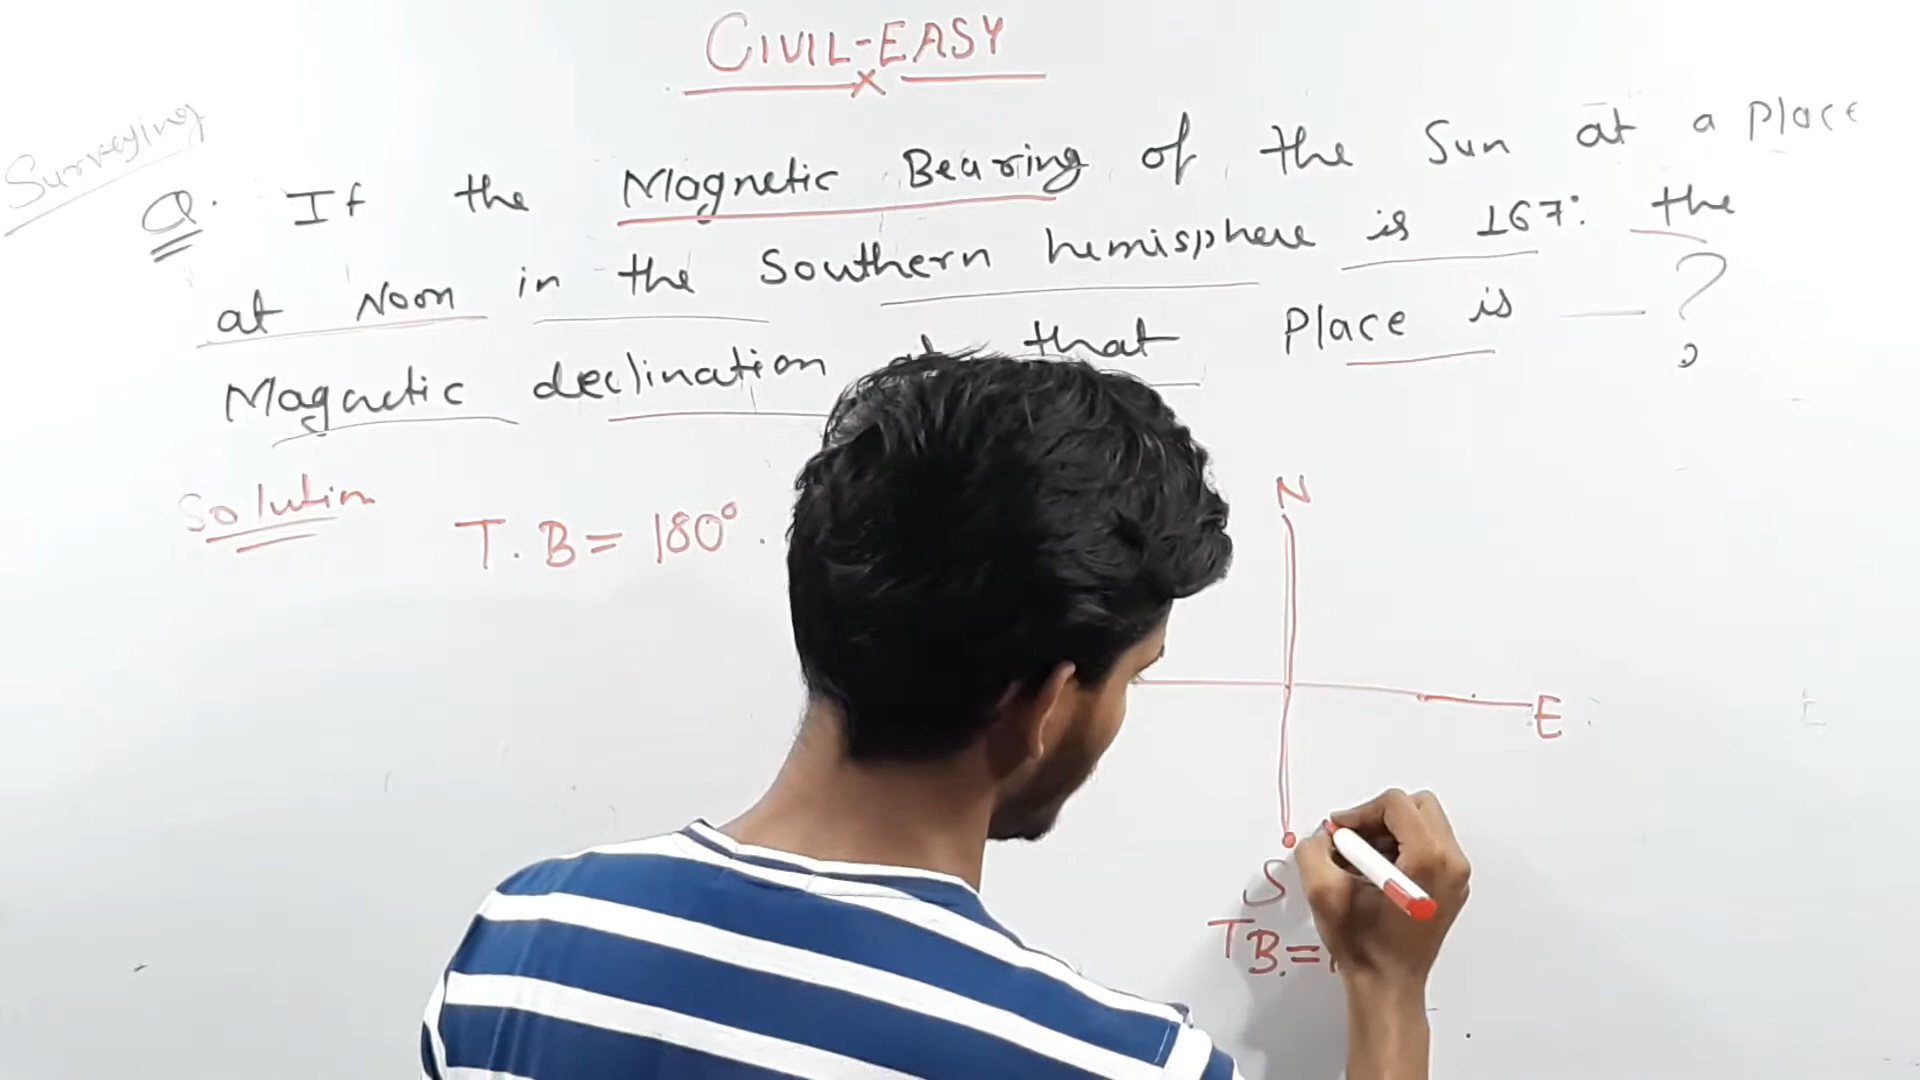 CIVIL-EASY
Surveying
Q. If the Magnetic Bearing of the Sun at a place
at Noon in the Southern hemisphere is 167° the
Magnetic declination that Place is ?
Solution
T.B = 180°
N
E
S
T B. =